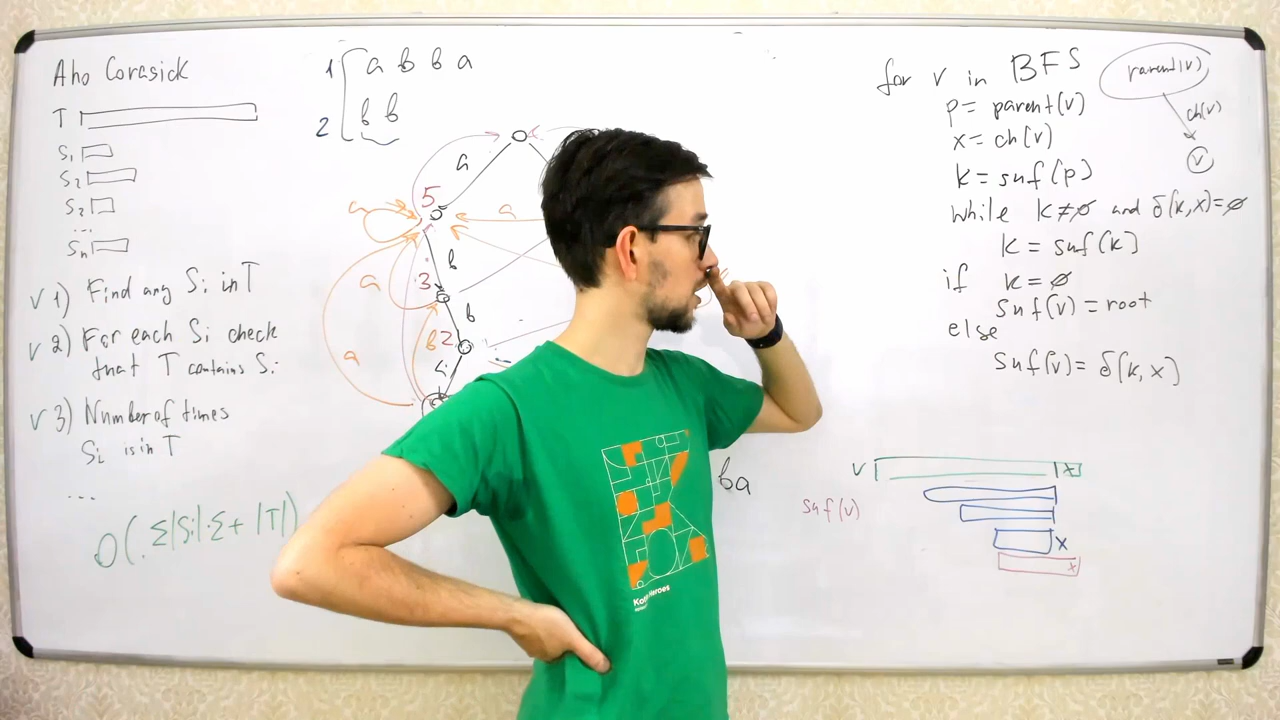 Aho Corasick
T
S₁
S₂
S₂
...
Sₙ
√ 1) Find any Sᵢ in T
√ 2) For each Sᵢ check
that T contains Sᵢ
√ 3) Number of times
Sᵢ is in T
...
O(Σ|Sᵢ|·Σ + |T|)
1 a b b a
2 b b
a
5
a
a
b
a
3
b
b
2
a
ba
for v in BFS
p = parent(v)
x = ch(v)
k = suf(p)
while k ≠ ∅ and δ(k,x)=∅
k = suf(k)
if k = ∅
suf(v) = root
else
suf(v) = δ(k,x)
parent(v)
ch(v)
v
v
x
suf(v)
x
x